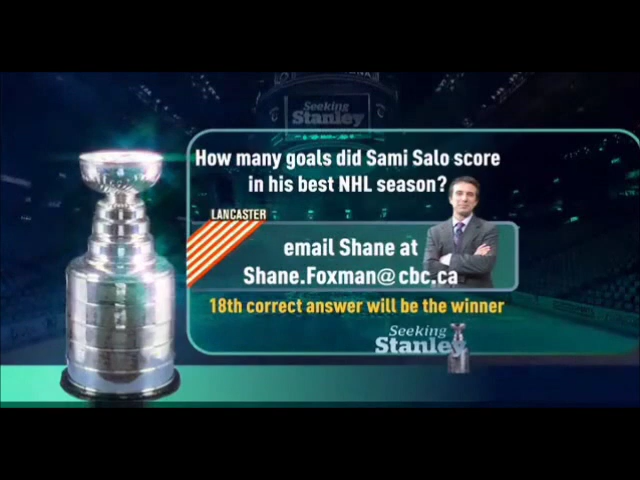 Seeking
Stanley
How many goals did Sami Salo score
in his best NHL season?
LANCASTER
email Shane at
Shane.Foxman@cbc.ca
18th correct answer will be the winner
Seeking
Stanley